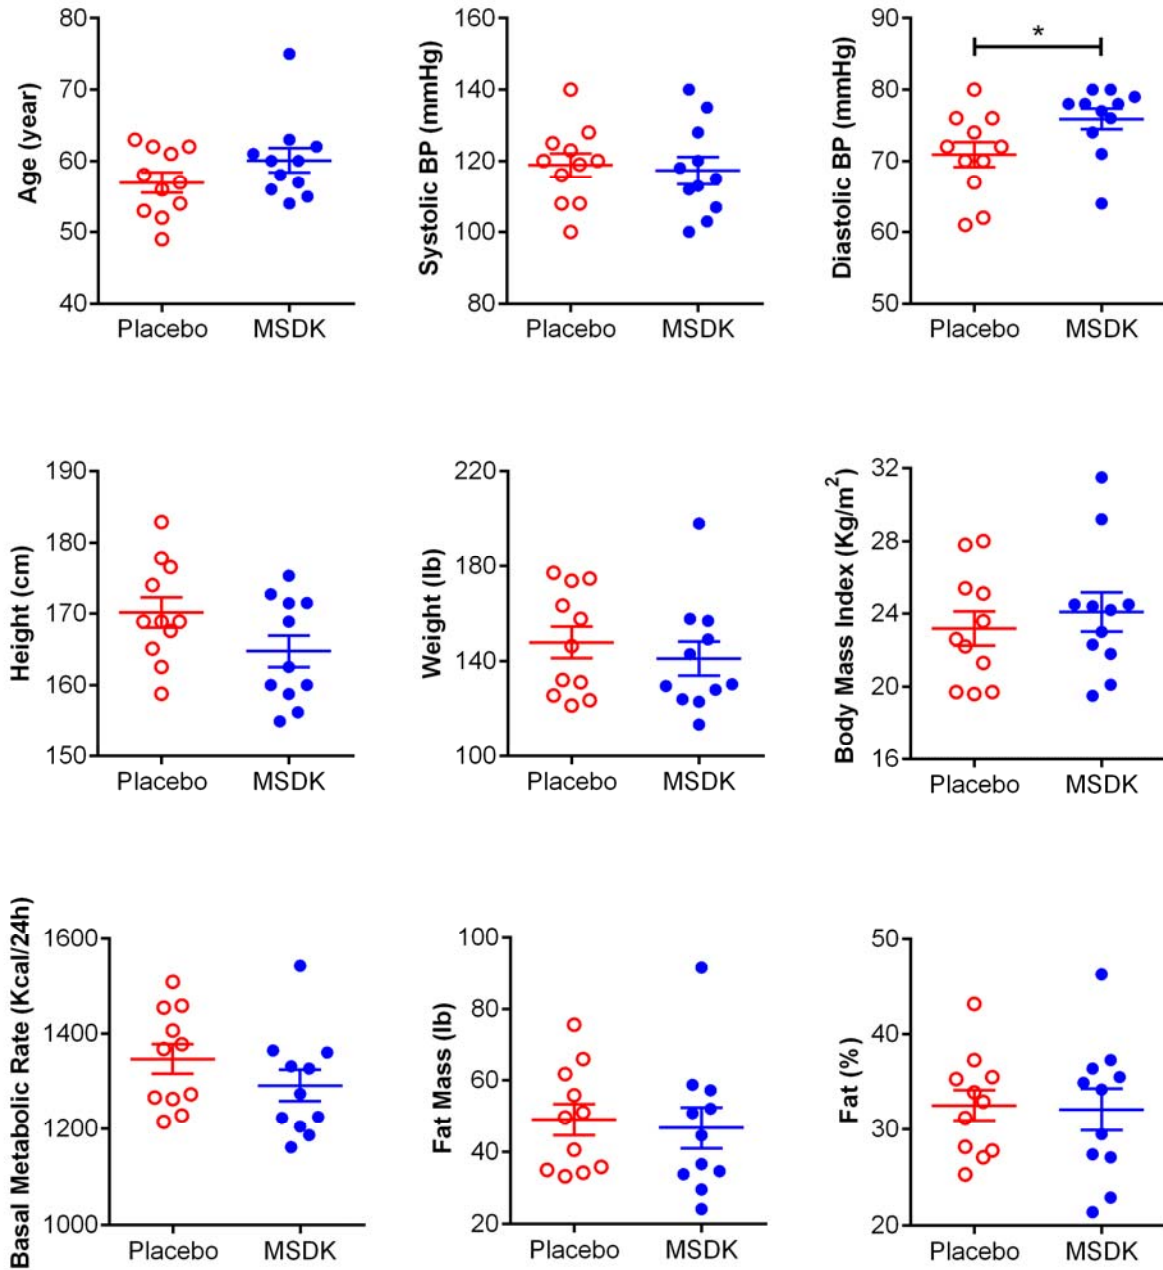 Age (year)
80
70
60
50
40
Placebo MSDK
Systolic BP (mmHg)
160
140
120
100
80
Placebo MSDK
Diastolic BP (mmHg)
90
80
70
60
50
*
Placebo MSDK
Height (cm)
190
180
170
160
150
Placebo MSDK
Weight (lb)
220
180
140
100
Placebo MSDK
Body Mass Index (Kg/m²)
32
28
24
20
16
Placebo MSDK
Basal Metabolic Rate (Kcal/24h)
1600
1400
1200
1000
Placebo MSDK
Fat Mass (lb)
100
80
60
40
20
Placebo MSDK
Fat (%)
50
40
30
20
Placebo MSDK